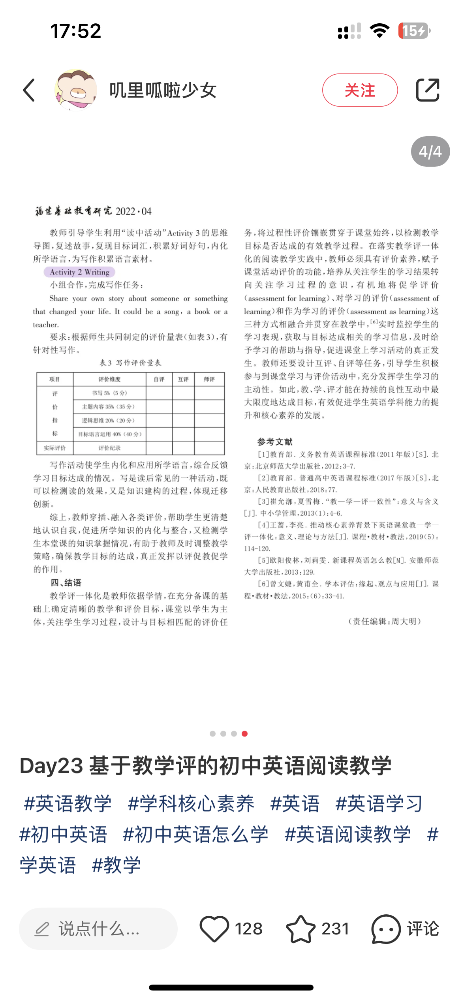 17:52
15
叽里呱啦少女
关注
4/4
福建基础教育研究 2022·04
教师引导学生利用“读中活动”Activity 3 的思维
导图,复述故事,复现目标词汇,积累好词好句,内化
所学语言,为写作积累语言素材。
Activity 2 Writing
小组合作,完成写作任务:
Share your own story about someone or something
that changed your life. It could be a song, a book or a
teacher.
要求:根据师生共同制定的评价量表(如表3),有
针对性写作。
表3 写作评价量表
项目 评价维度 自评 互评 师评
评 书写 5%(5 分)
价 主题内容 35%(35 分)
指 逻辑思维 20%(20 分)
标 目标语言运用 40%(40 分)
实际评价 评价纪录
写作活动使学生内化和应用所学语言,综合反馈
学习目标达成的情况。写是读后常见的一种活动,既
可以检测读的效果,又是知识建构的过程,体现迁移
创新。
综上,教师穿插、融入各类评价,帮助学生更清楚
地认识自我,促进所学知识的内化与整合,又检测学
生本堂课的知识掌握情况,有助于教师及时调整教学
策略,确保教学目标的达成,真正发挥以评促教促学
的作用。
四、结语
教学评一体化是教师依据学情,在充分备课的基
础上确定清晰的教学和评价目标,课堂以学生为主
体,关注学生学习过程,设计与目标相匹配的评价任
务,将过程性评价镶嵌贯穿于课堂始终,以检测教学
目标是否达成的有效教学过程。在落实教学评一体
化的阅读教学实践中,教师必须具有评价素养,赋予
课堂活动评价的功能,培养从关注学生的学习结果转
向关注学习过程的意识,有机地将促学评价
(assessment for learning)、对学习的评价(assessment of
learning)和作为学习的评价(assessment as learning)这
三种方式相融合并贯穿在教学中,[6]实时监控学生的
学习表现,获取与目标达成相关的学习信息,及时给
予学习的帮助与指导,促进课堂上学习活动的真正发
生。教师还要设计互评、自评等任务,引导学生积极
参与到课堂学习与评价活动中,充分发挥学生学习的
主动性。如此,教、学、评才能在持续的良性互动中最
大限度地达成目标,有效促进学生英语学科能力的提
升和核心素养的发展。
参考文献
[1]教育部. 义务教育英语课程标准(2011 年版)[S]. 北
京:北京师范大学出版社,2012:3-7.
[2]教育部. 普通高中英语课程标准(2017 年版)[S],北
京:人民教育出版社,2018:77.
[3]崔允漷,夏雪梅.“教—学—评一致性”:意义与含义
[J]. 中小学管理,2013(1):4-6.
[4]王蔷,李亮. 推动核心素养背景下英语课堂教—学—
评一体化:意义、理论与方法[J]. 课程•教材•教法,2019(5):
114-120.
[5]欧阳俊林,刘莉雯. 新课程英语怎么教[M]. 安徽师范
大学出版社,2013:129.
[6]曾文婕,黄甫全. 学本评估:缘起、观点与应用[J]. 课
程•教材•教法,2015:(6):33-41.
(责任编辑:周大明)
Day23 基于教学评的初中英语阅读教学
#英语教学 #学科核心素养 #英语 #英语学习
#初中英语 #初中英语怎么学 #英语阅读教学 #
学英语 #教学
说点什么...
128
231
评论